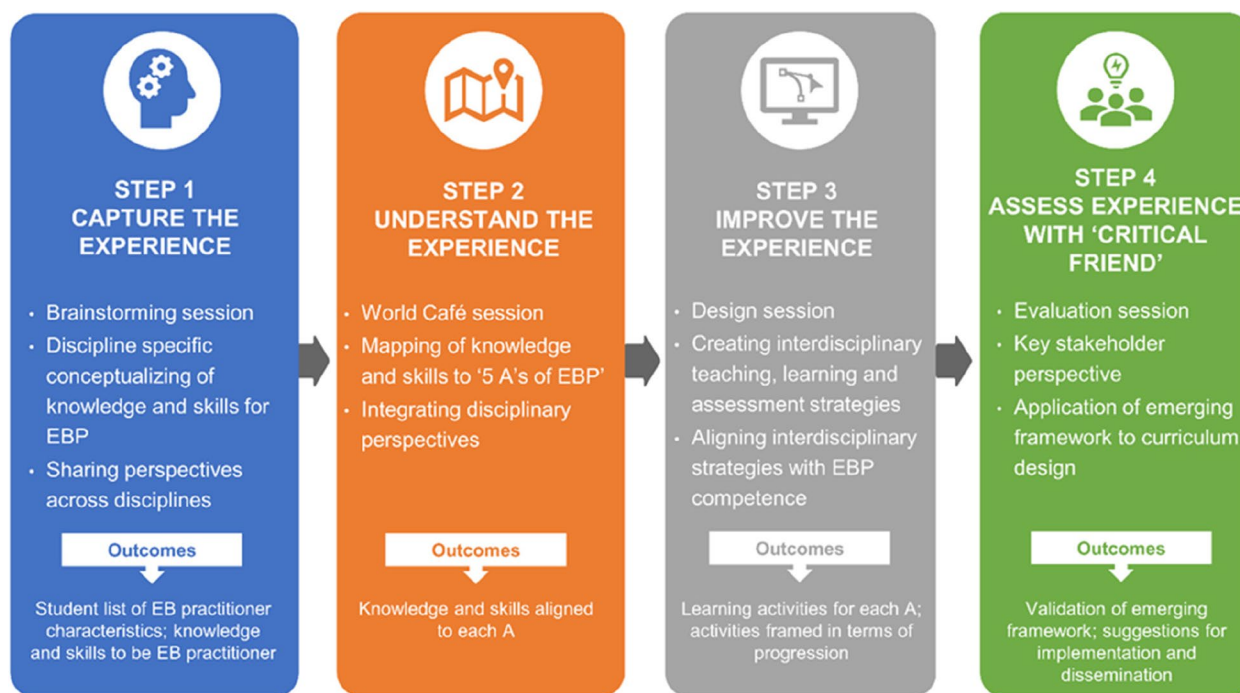 STEP 1
CAPTURE THE
EXPERIENCE
• Brainstorming session
• Discipline specific
conceptualizing of
knowledge and skills for
EBP
• Sharing perspectives
across disciplines
Outcomes
Student list of EB practitioner
characteristics; knowledge
and skills to be EB practitioner
STEP 2
UNDERSTAND THE
EXPERIENCE
• World Café session
• Mapping of knowledge
and skills to ‘5 A's of EBP’
• Integrating disciplinary
perspectives
Outcomes
Knowledge and skills aligned
to each A
STEP 3
IMPROVE THE
EXPERIENCE
• Design session
• Creating interdisciplinary
teaching, learning and
assessment strategies
• Aligning interdisciplinary
strategies with EBP
competence
Outcomes
Learning activities for each A;
activities framed in terms of
progression
STEP 4
ASSESS EXPERIENCE
WITH ‘CRITICAL
FRIEND’
• Evaluation session
• Key stakeholder
perspective
• Application of emerging
framework to curriculum
design
Outcomes
Validation of emerging
framework; suggestions for
implementation and
dissemination